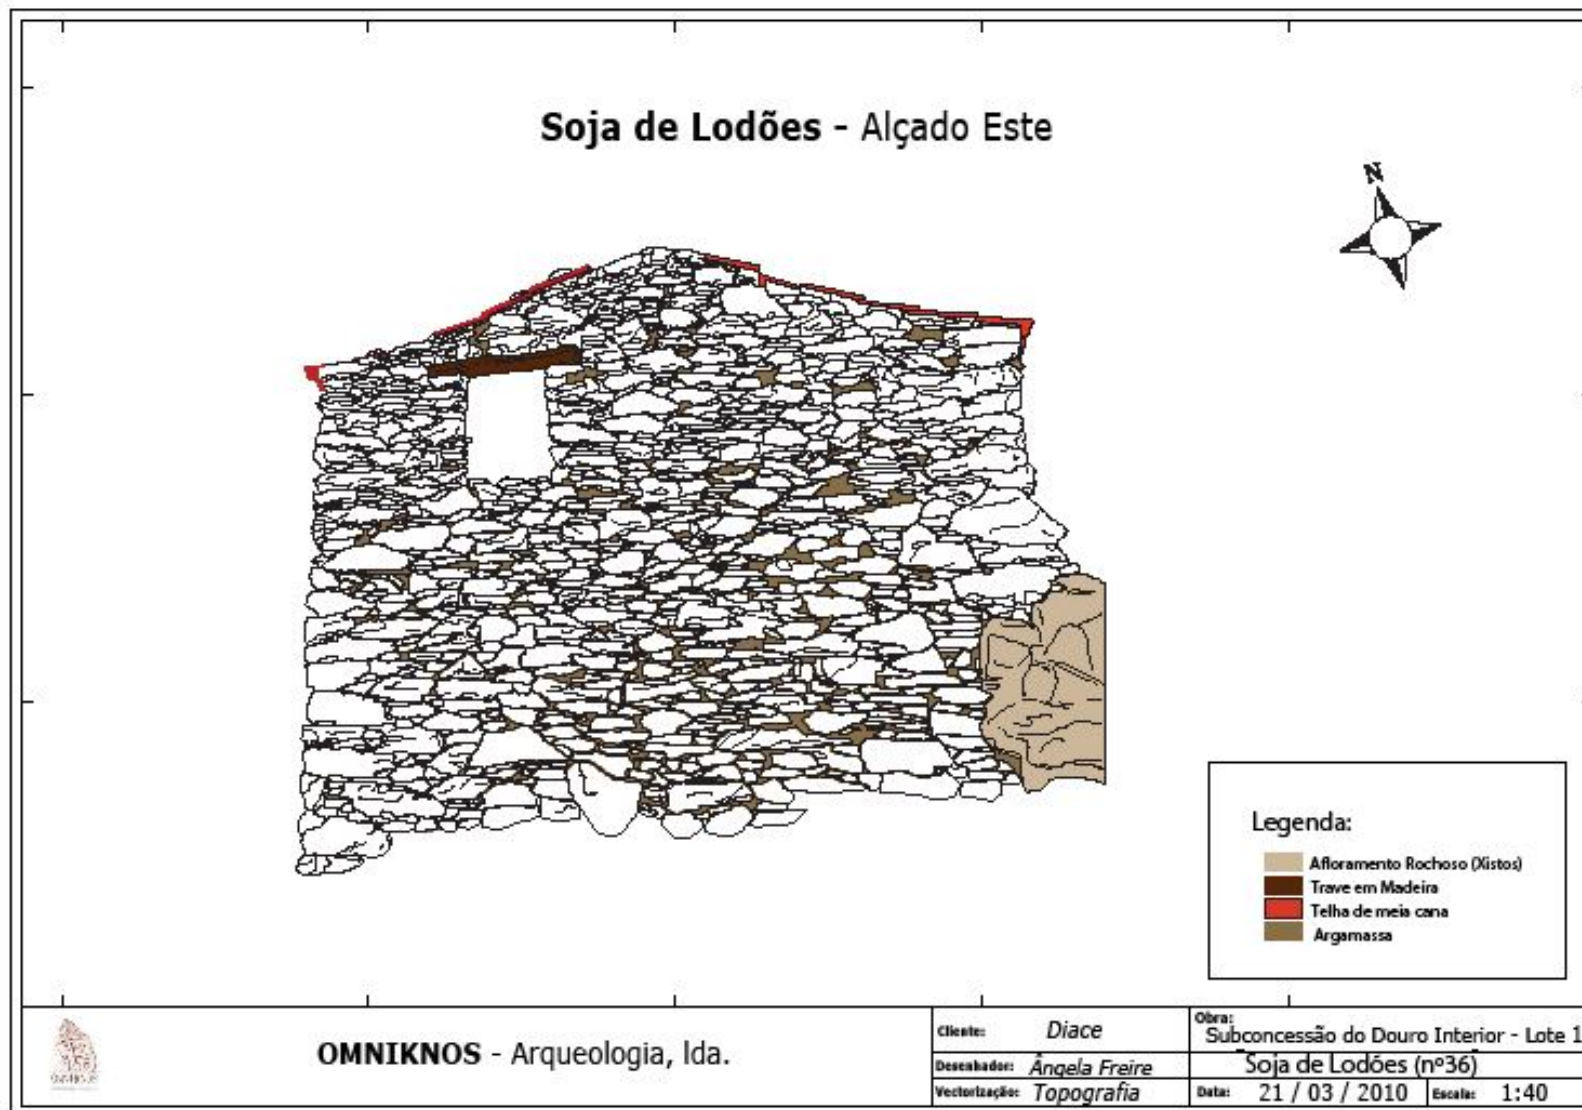 Soja de Lodões - Alçado Este
N
Legenda:
Afloramento Rochoso (Xistos)
Trave em Madeira
Telha de meia cana
Argamassa
OMNIKNOS - Arqueologia, lda.
Cliente: Diace
Desenhador: Ângela Freire
Vectorização: Topografia
Obra:
Subconcessão do Douro Interior - Lote 1
Soja de Lodões (nº36)
Data: 21 / 03 / 2010 Escala: 1:40